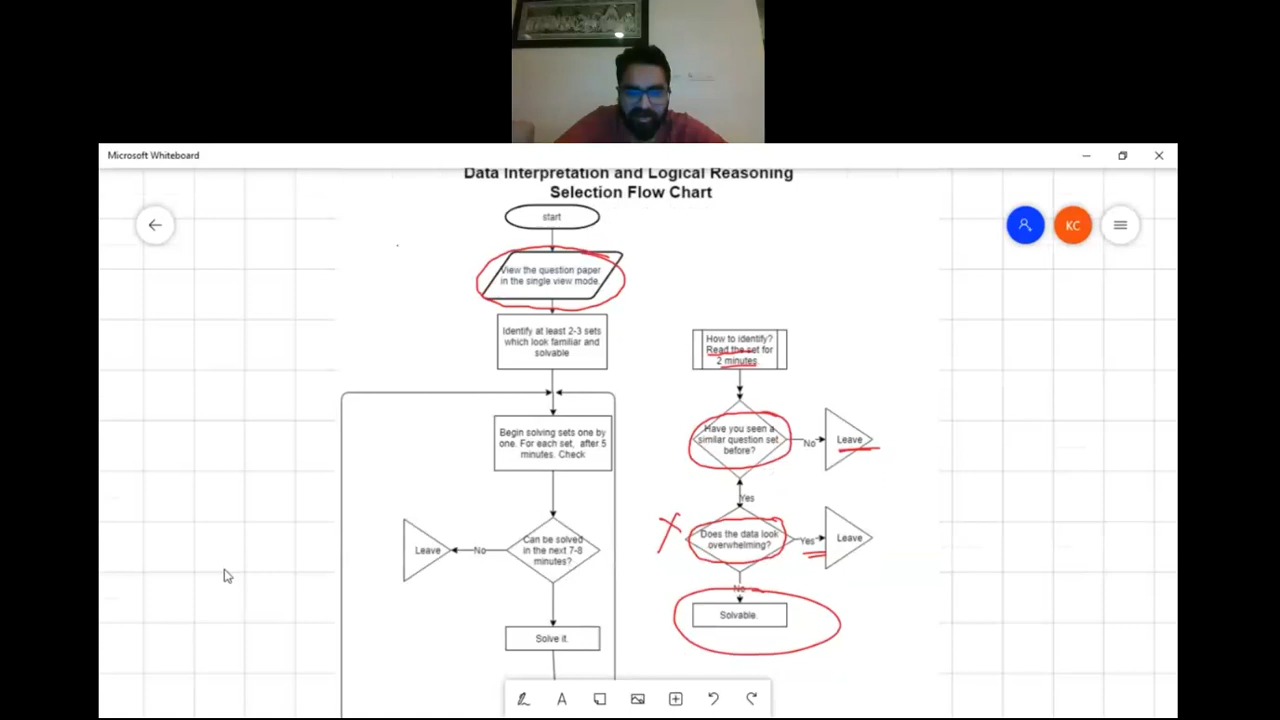 Microsoft Whiteboard
Data Interpretation and Logical Reasoning
Selection Flow Chart
start
View the question paper
in the single view mode.
Identify at least 2-3 sets
which look familiar and
solvable
Begin solving sets one by
one. For each set, after 5
minutes. Check
Can be solved
in the next 7-8
minutes?
No
Leave
Solve it.
How to identify?
Read the set for
2 minutes.
Have you seen a
similar question set
before?
No
Leave
Yes
Does the data look
overwhelming?
Yes
Leave
No
Solvable.
KC
A